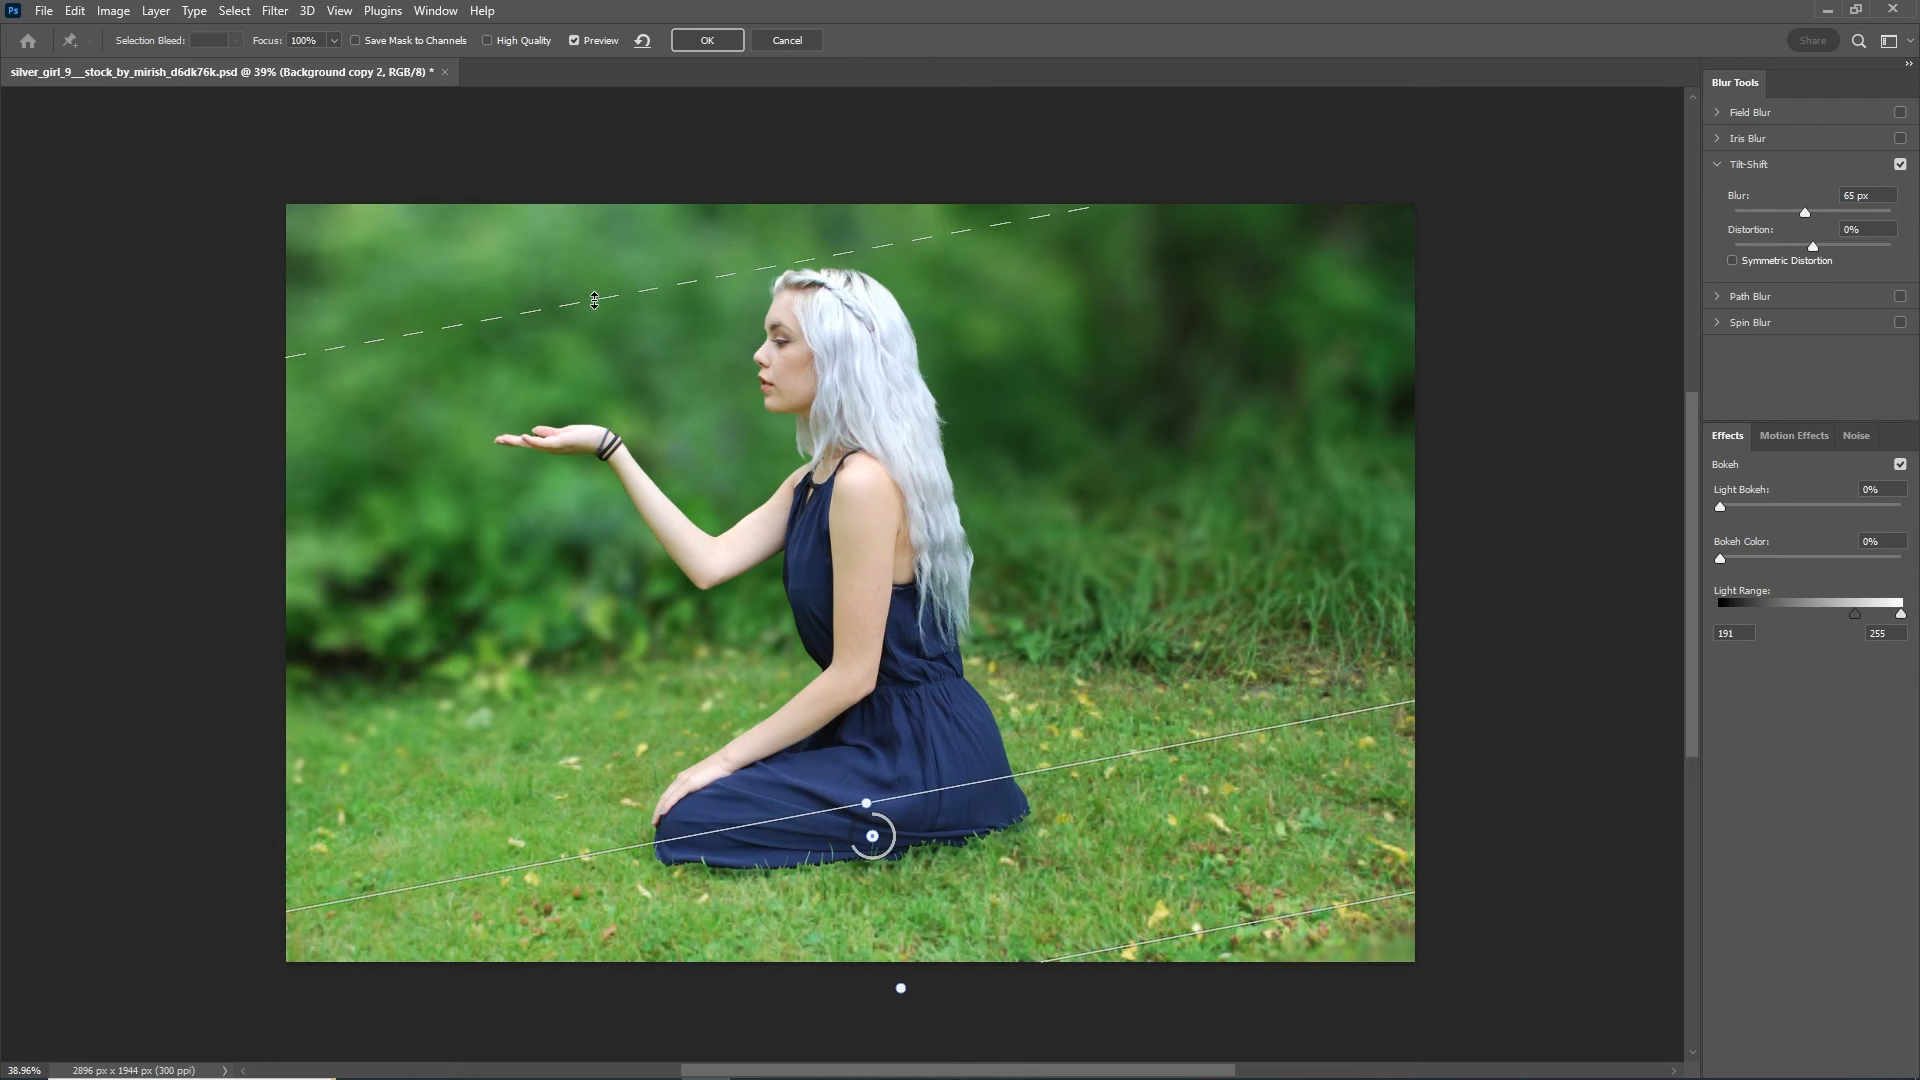 Ps File Edit Image Layer Type Select Filter 3D View Plugins Window Help
Selection Bleed: Focus: 100% Save Mask to Channels High Quality Preview OK Cancel Share
silver_girl_9__stock_by_mirish_d6dk76k.psd @ 39% (Background copy 2, RGB/8) * ×
Blur Tools
Field Blur
Iris Blur
Tilt-Shift
Blur: 65 px
Distortion: 0%
Symmetric Distortion
Path Blur
Spin Blur
Effects Motion Effects Noise
Bokeh
Light Bokeh: 0%
Bokeh Color: 0%
Light Range:
191 255
38.96% 2896 px x 1944 px (300 ppi)